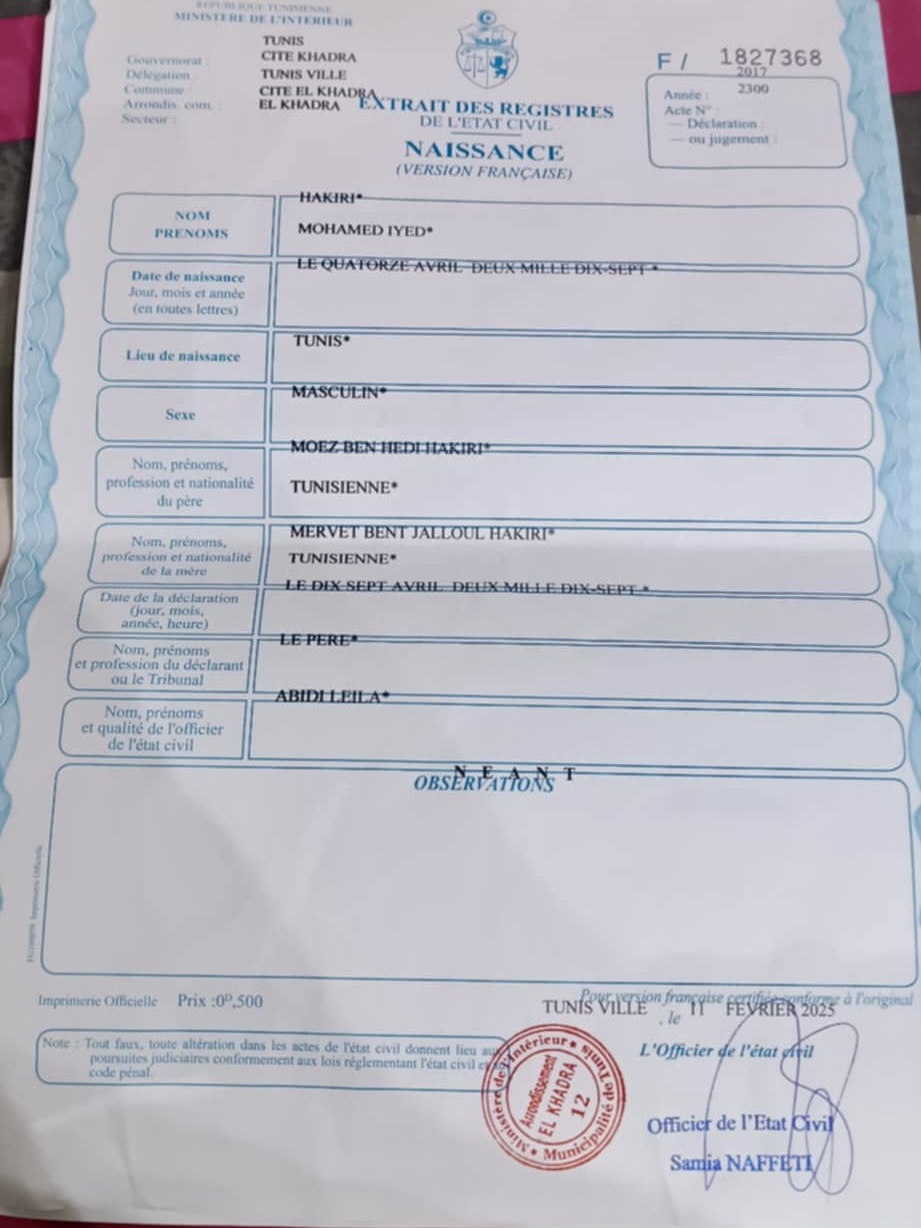 REPUBLIQUE TUNISIENNE
MINISTERE DE L'INTERIEUR
Gouvernorat : TUNIS
Délégation : CITE KHADRA
Commune : TUNIS VILLE
Arrondis. com. : CITE EL KHADRA
Secteur : EL KHADRA
F / 1827368
2017
Année : 2300
Acte N° :
— Déclaration :
— ou jugement :
EXTRAIT DES REGISTRES
DE L'ETAT CIVIL
NAISSANCE
(VERSION FRANÇAISE)
NOM
PRENOMS
HAKIRI*
MOHAMED IYED*
Date de naissance
Jour, mois et année
(en toutes lettres)
LE QUATORZE AVRIL DEUX MILLE DIX-SEPT *
Lieu de naissance
TUNIS*
Sexe
MASCULIN*
Nom, prénoms,
profession et nationalité
du père
MOEZ BEN HEDI HAKIRI*
TUNISIENNE*
Nom, prénoms,
profession et nationalité
de la mère
MERVET BENT JALLOUL HAKIRI*
TUNISIENNE*
Date de la déclaration
(jour, mois,
année, heure)
LE DIX SEPT AVRIL DEUX MILLE DIX-SEPT *
Nom, prénoms
et profession du déclarant
ou le Tribunal
LE PERE*
Nom, prénoms
et qualité de l'officier
de l'état civil
ABIDI LEILA*
N E A N T
OBSERVATIONS
Imprimerie Officielle Prix :0ᴰ,500
Pour version française certifiée conforme à l'original
TUNIS VILLE , le 11 FEVRIER 2025
Note : Tout faux, toute altération dans les actes de l'état civil donnent lieu aux
poursuites judiciaires conformement aux lois réglementant l'état civil et
code pénal.
L'Officier de l'état civil
Ministère de l'Intérieur * Municipalité de Tunis *
Arrondissement
EL KHADRA
12
Officier de l'Etat Civil
Samia NAFFETI